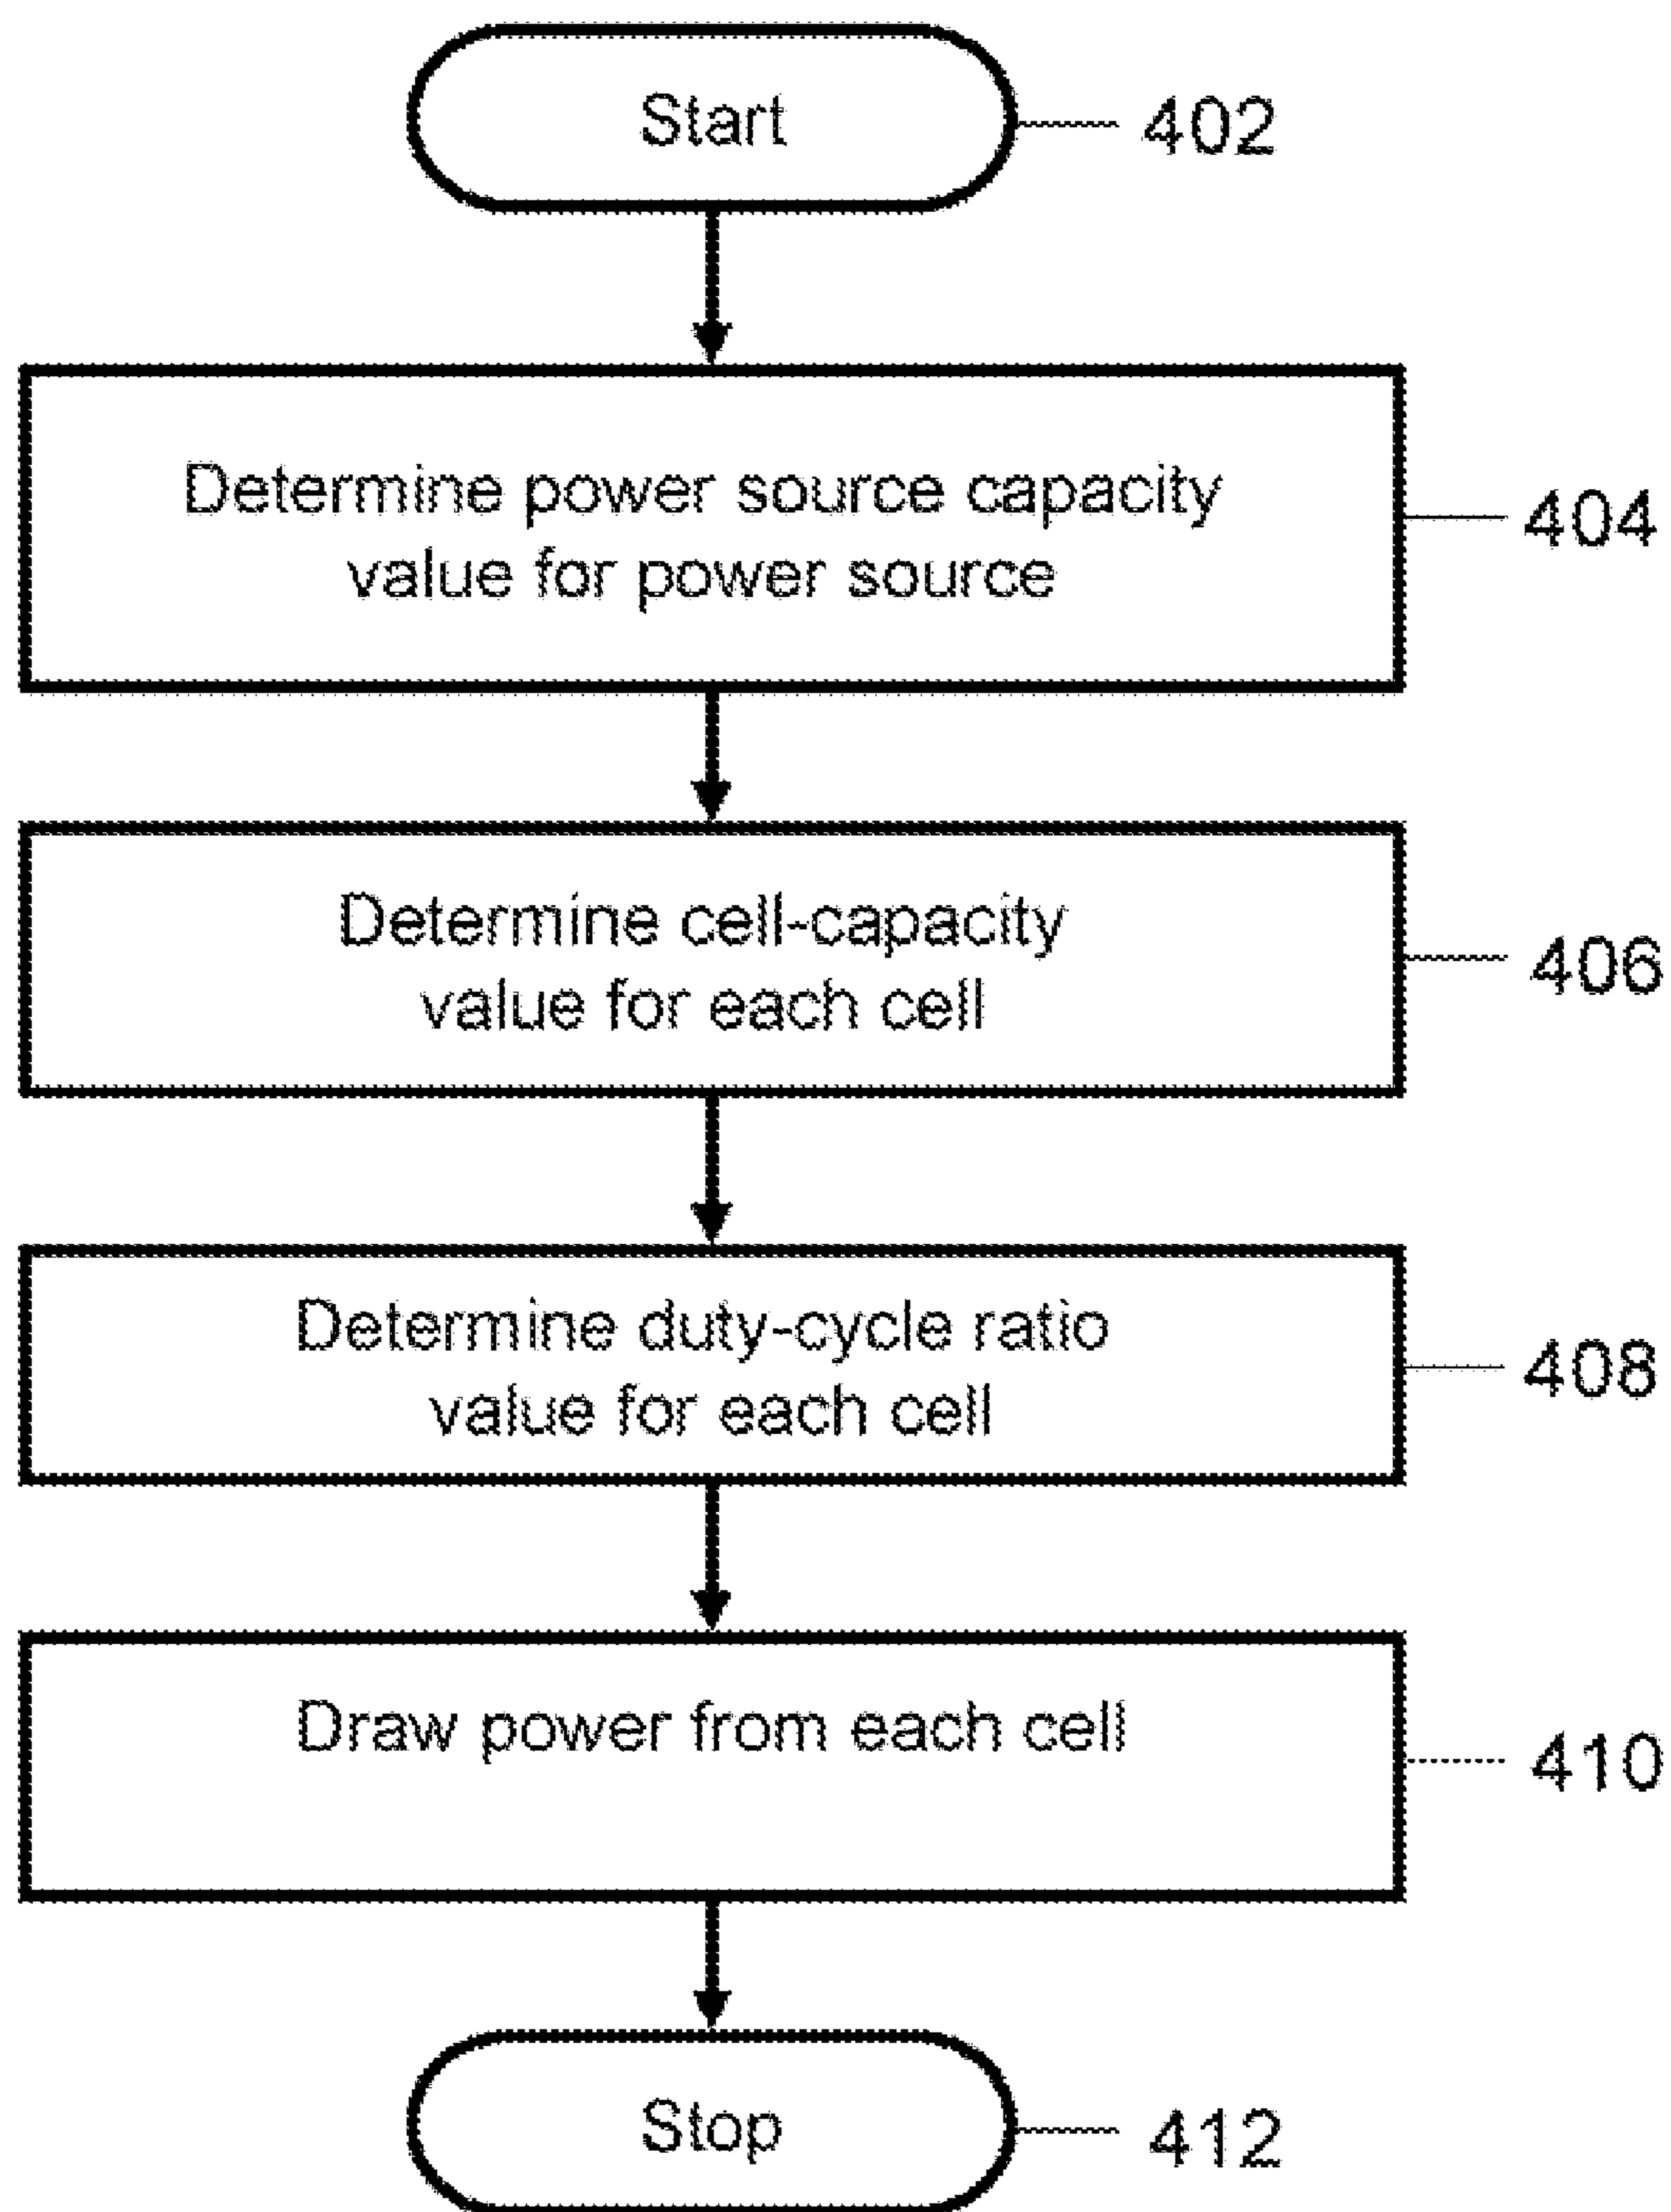 Start
402
Determine power source capacity
value for power source
404
Determine cell-capacity
value for each cell
406
Determine duty-cycle ratio
value for each cell
408
Draw power from each cell
410
Stop
412